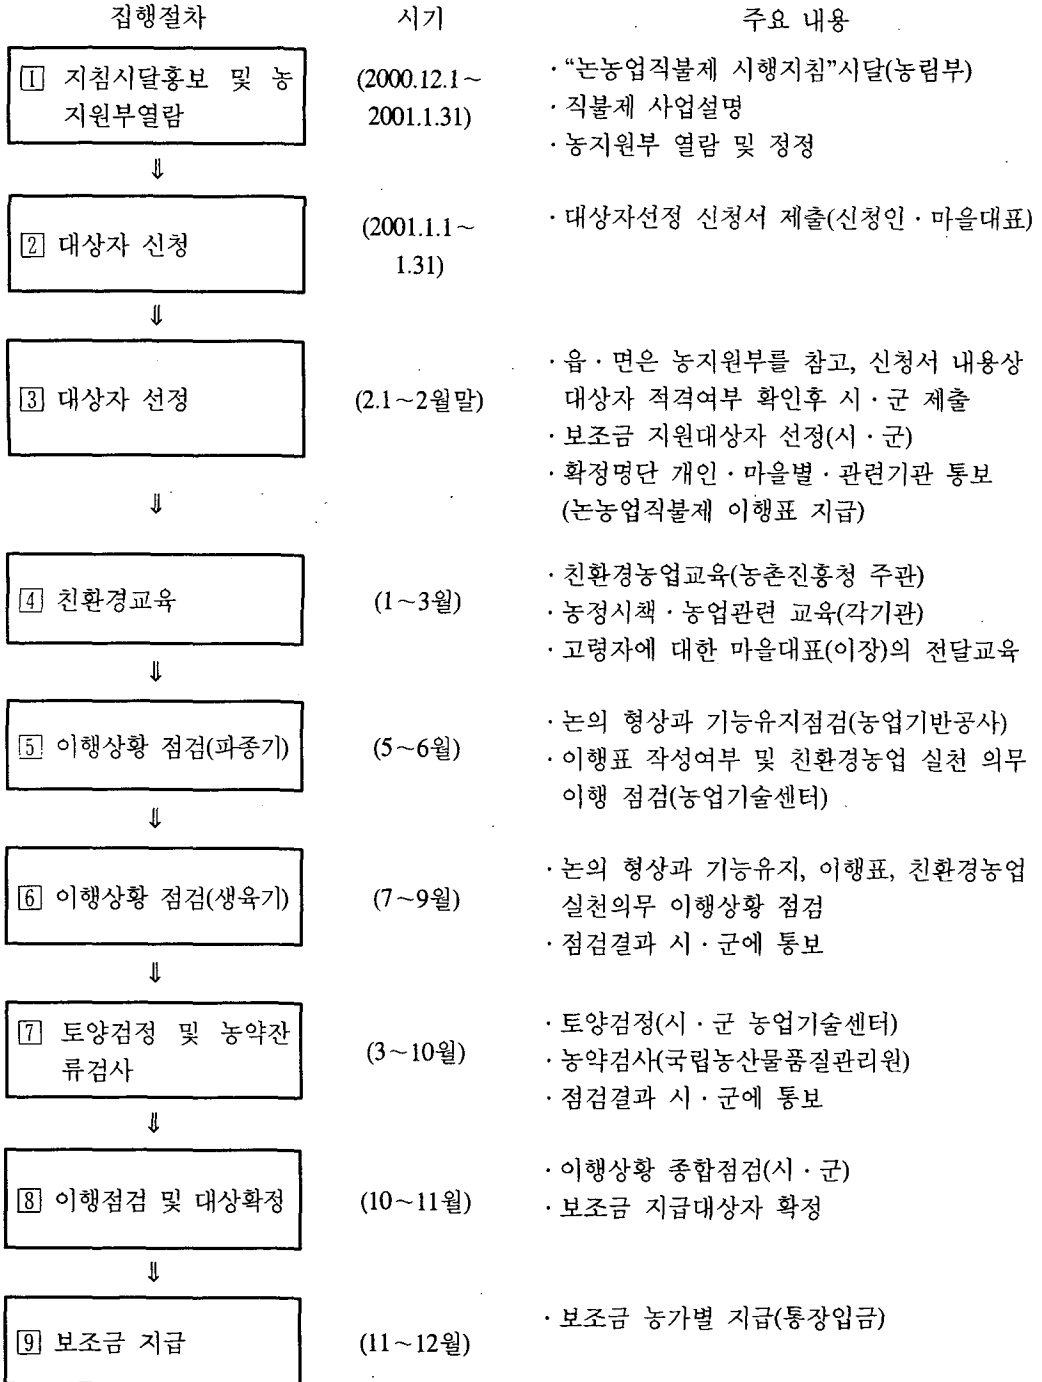 집행절차 시기 주요 내용
1 지침시달홍보 및 농
지원부열람
(2000.12.1~
2001.1.31)
· “논농업직불제 시행지침”시달(농림부)
· 직불제 사업설명
· 농지원부 열람 및 정정
⇓
2 대상자 신청
(2001.1.1~
1.31)
· 대상자선정 신청서 제출(신청인 · 마을대표)
⇓
3 대상자 선정
(2.1~2월말)
· 읍 · 면은 농지원부를 참고, 신청서 내용상
대상자 적격여부 확인후 시 · 군 제출
· 보조금 지원대상자 선정(시 · 군)
· 확정명단 개인 · 마을별 · 관련기관 통보
(논농업직불제 이행표 지급)
⇓
4 친환경교육
(1~3월)
· 친환경농업교육(농촌진흥청 주관)
· 농정시책 · 농업관련 교육(각기관)
· 고령자에 대한 마을대표(이장)의 전달교육
⇓
5 이행상황 점검(파종기)
(5~6월)
· 논의 형상과 기능유지점검(농업기반공사)
· 이행표 작성여부 및 친환경농업 실천 의무
이행 점검(농업기술센터)
⇓
6 이행상황 점검(생육기)
(7~9월)
· 논의 형상과 기능유지, 이행표, 친환경농업
실천의무 이행상황 점검
· 점검결과 시 · 군에 통보
⇓
7 토양검정 및 농약잔
류검사
(3~10월)
· 토양검정(시 · 군 농업기술센터)
· 농약검사(국립농산물품질관리원)
· 점검결과 시 · 군에 통보
⇓
8 이행점검 및 대상확정
(10~11월)
· 이행상황 종합점검(시 · 군)
· 보조금 지급대상자 확정
⇓
9 보조금 지급
(11~12월)
· 보조금 농가별 지급(통장입금)